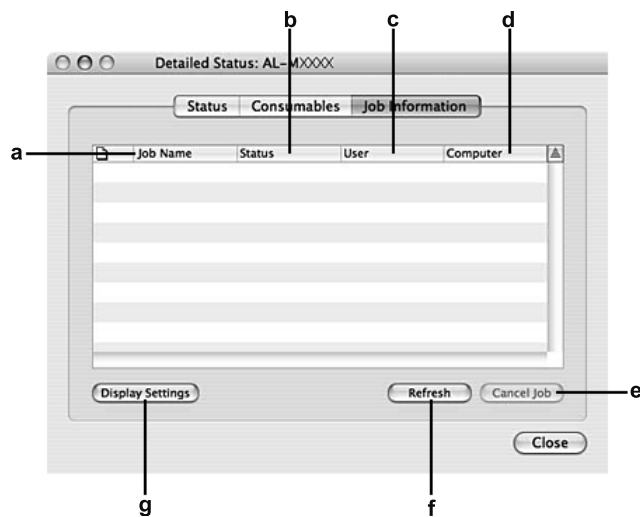 b c d
Detailed Status: AL-MXXXX
Status Consumables Job Information
a Job Name Status User Computer
Display Settings Refresh Cancel Job e
Close
g f